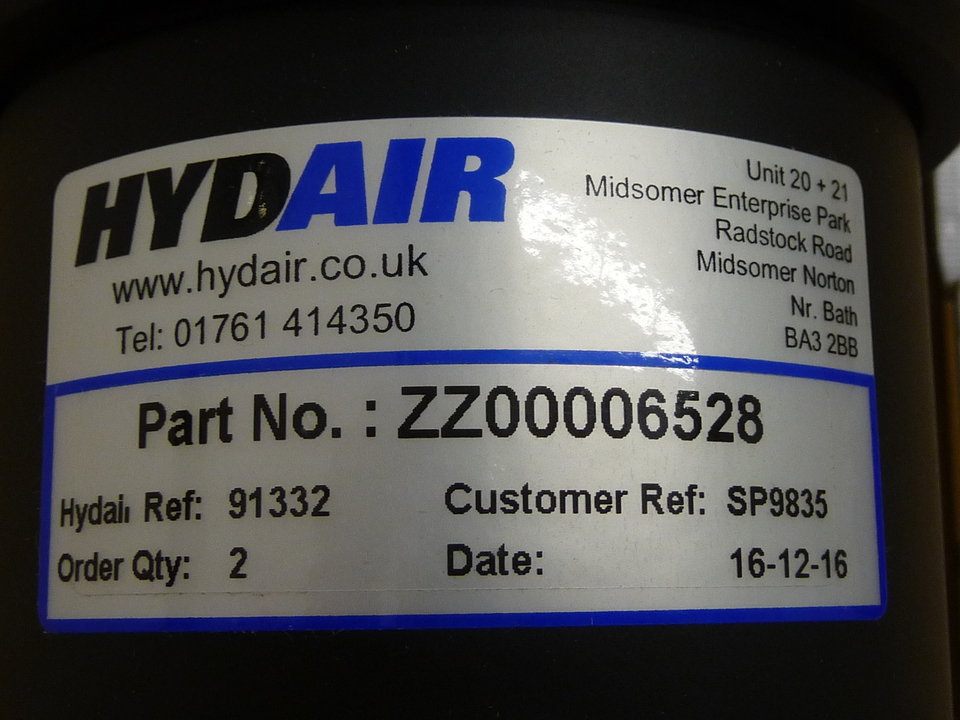 HYDAIR
www.hydair.co.uk
Tel: 01761 414350
Unit 20 + 21
Midsomer Enterprise Park
Radstock Road
Midsomer Norton
Nr. Bath
BA3 2BB
Part No. : ZZ00006528
Hydair Ref: 91332 Customer Ref: SP9835
Order Qty: 2 Date: 16-12-16